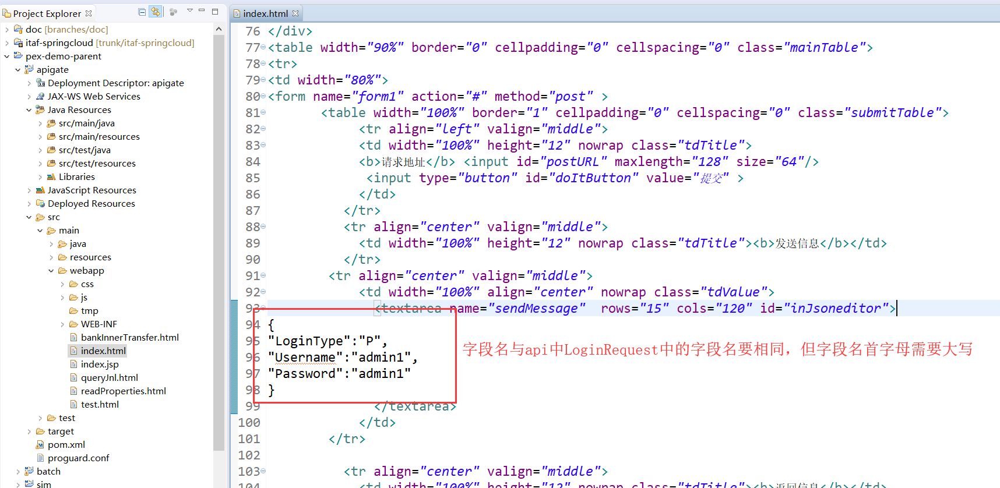 Project Explorer
doc [branches/doc]
itaf-springcloud [trunk/itaf-springcloud]
pex-demo-parent
apigate
Deployment Descriptor: apigate
JAX-WS Web Services
Java Resources
src/main/java
src/main/resources
src/test/java
src/test/resources
Libraries
JavaScript Resources
Deployed Resources
src
main
java
resources
webapp
css
js
tmp
WEB-INF
bankInnerTransfer.html
index.html
index.jsp
queryJnl.html
readProperties.html
test.html
test
target
pom.xml
proguard.conf
batch
sim
index.html
76 </div>
77 <table width="90%" border="0" cellpadding="0" cellspacing="0" class="mainTable">
78 <tr>
79 <td width="80%">
80 <form name="form1" action="#" method="post" >
81 <table width="100%" border="1" cellpadding="0" cellspacing="0" class="submitTable">
82 <tr align="left" valign="middle">
83 <td width="100%" height="12" nowrap class="tdTitle">
84 <b>请求地址</b> <input id="postURL" maxlength="128" size="64"/>
85 <input type="button" id="doItButton" value="提交" >
86 </td>
87 </tr>
88 <tr align="center" valign="middle">
89 <td width="100%" height="12" nowrap class="tdTitle"><b>发送信息</b></td>
90 </tr>
91 <tr align="center" valign="middle">
92 <td width="100%" align="center" nowrap class="tdValue">
93 <textarea name="sendMessage" rows="15" cols="120" id="inJsoneditor">
94 {
95 "LoginType":"P",
96 "Username":"admin1",
97 "Password":"admin1"
98 }
字段名与api中LoginRequest中的字段名要相同，但字段名首字母需要大写
99 </textarea>
100 </td>
101 </tr>
102
103 <tr align="center" valign="middle">
104 <td width="100%" height="12" nowrap class="tdTitle"><b>返回信息</b></td>